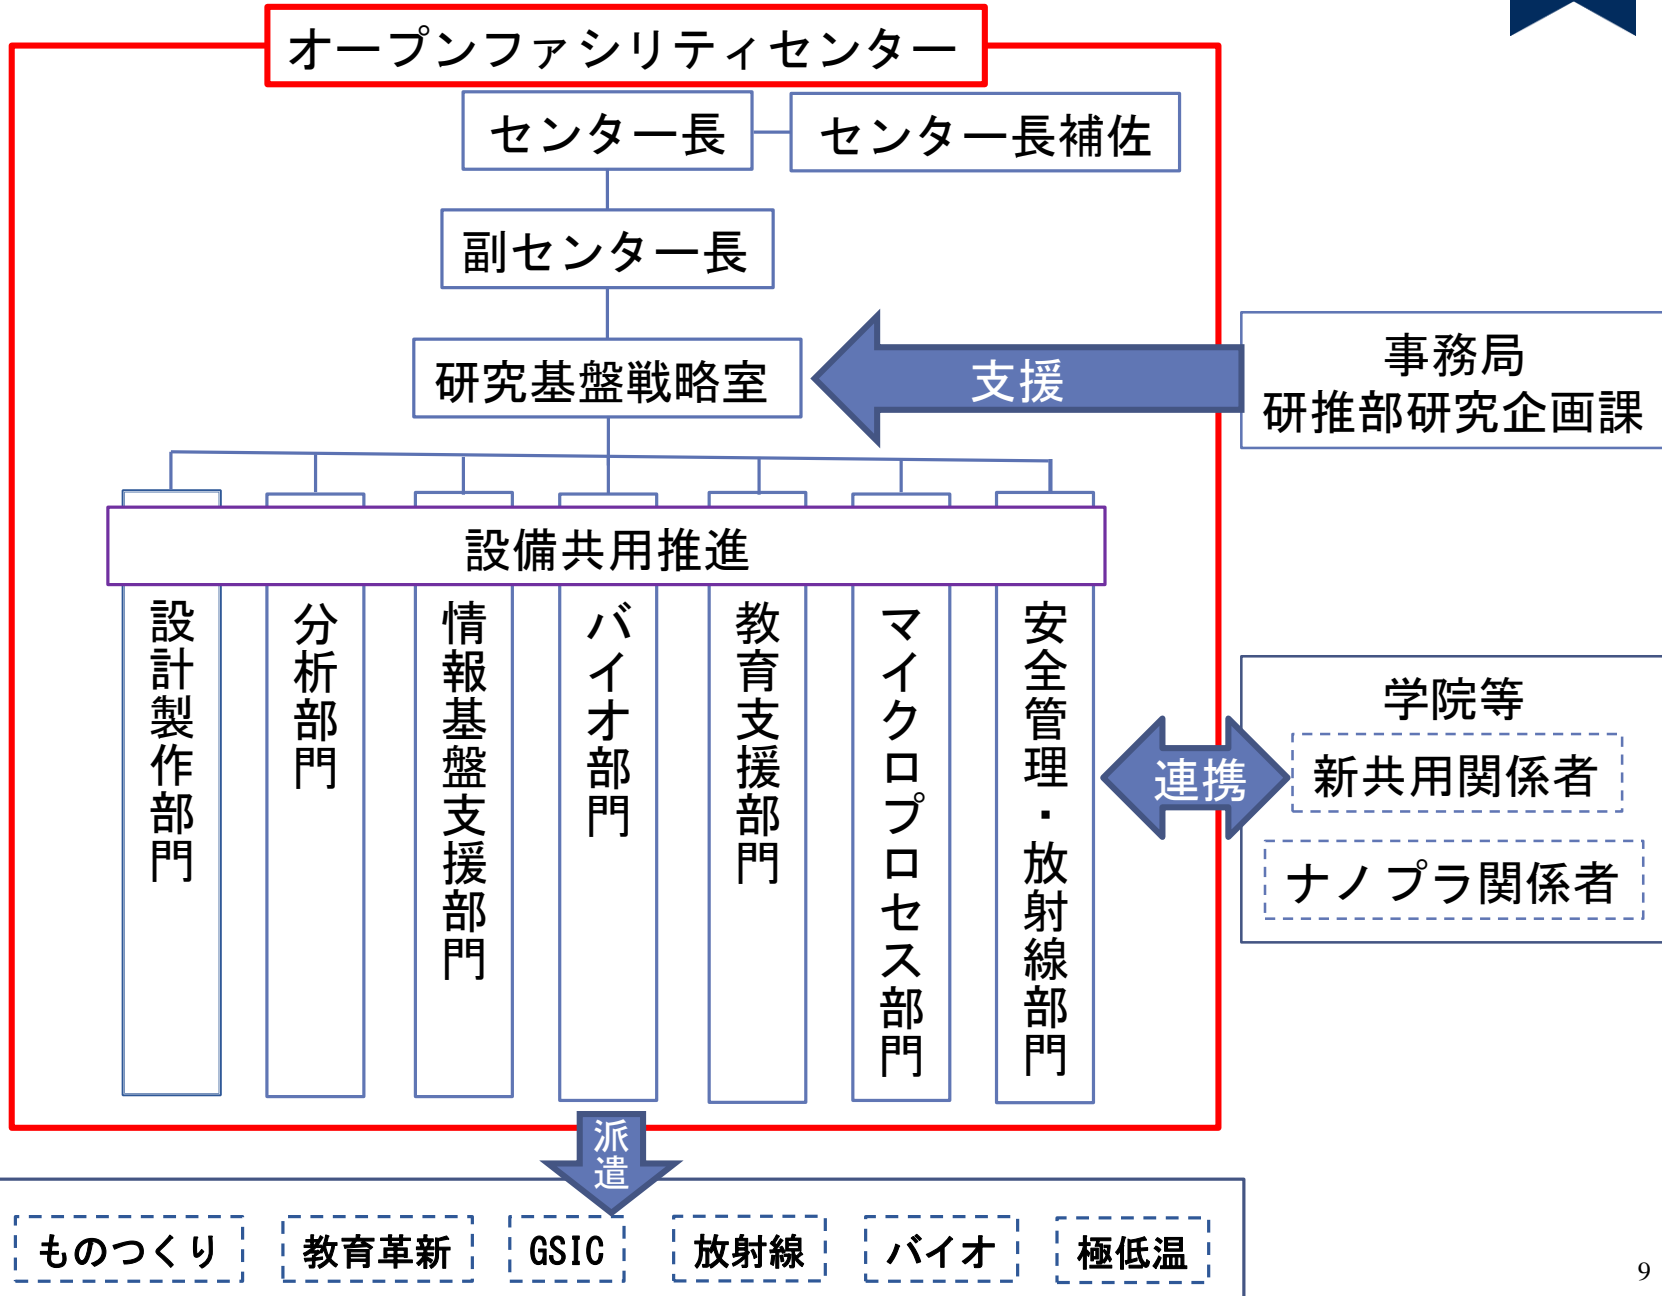 オープンファシリティセンター
センター長
センター長補佐
副センター長
研究基盤戦略室
支援
事務局
研推部研究企画課
設備共用推進
設計製作部門
分析部門
情報基盤支援部門
バイオ部門
教育支援部門
マイクロプロセス部門
安全管理・放射線部門
連携
学院等
新共用関係者
ナノプラ関係者
派遣
ものつくり
教育革新
GSIC
放射線
バイオ
極低温
9